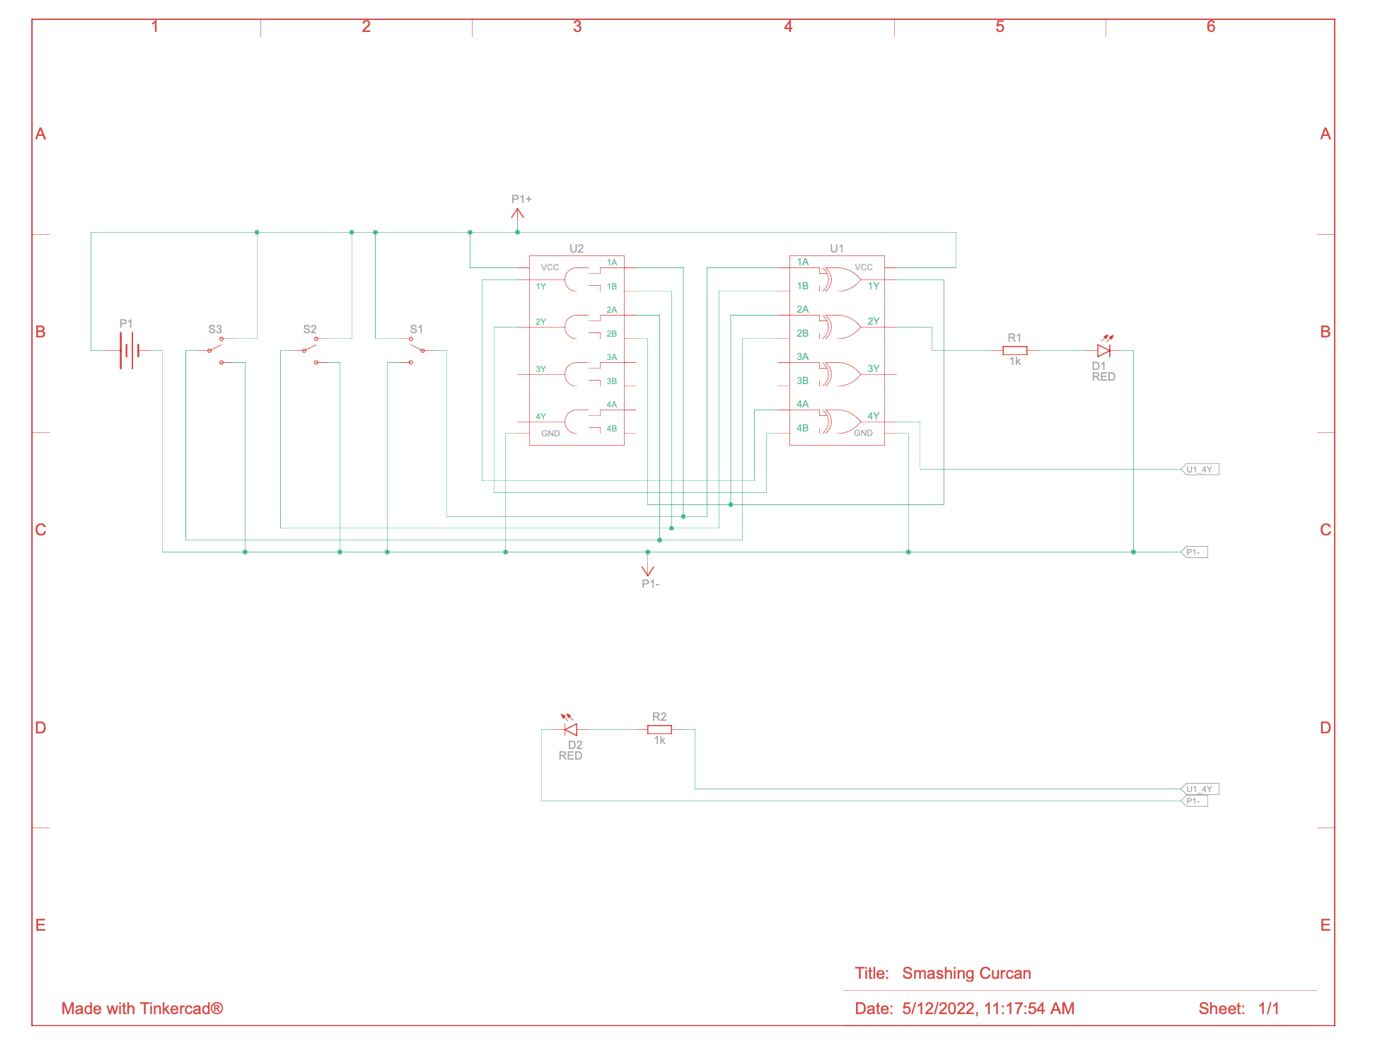 1 2 3 4 5 6
A A
P1+
U2 U1
VCC 1A 1A VCC
1Y 1B 1B 1Y
2A 2A
2Y 2Y
P1 S3 S2 S1
B B
2B 2B
R1
3A 3A
1k
D1
3Y 3Y
RED
3B 3B
4A 4A
4Y 4Y
4B 4B
GND GND
U1_4Y
C C
P1-
P1-
R2
D D
1k
D2
RED
U1_4Y
P1-
E E
Title: Smashing Curcan
Made with Tinkercad®
Date: 5/12/2022, 11:17:54 AM Sheet: 1/1